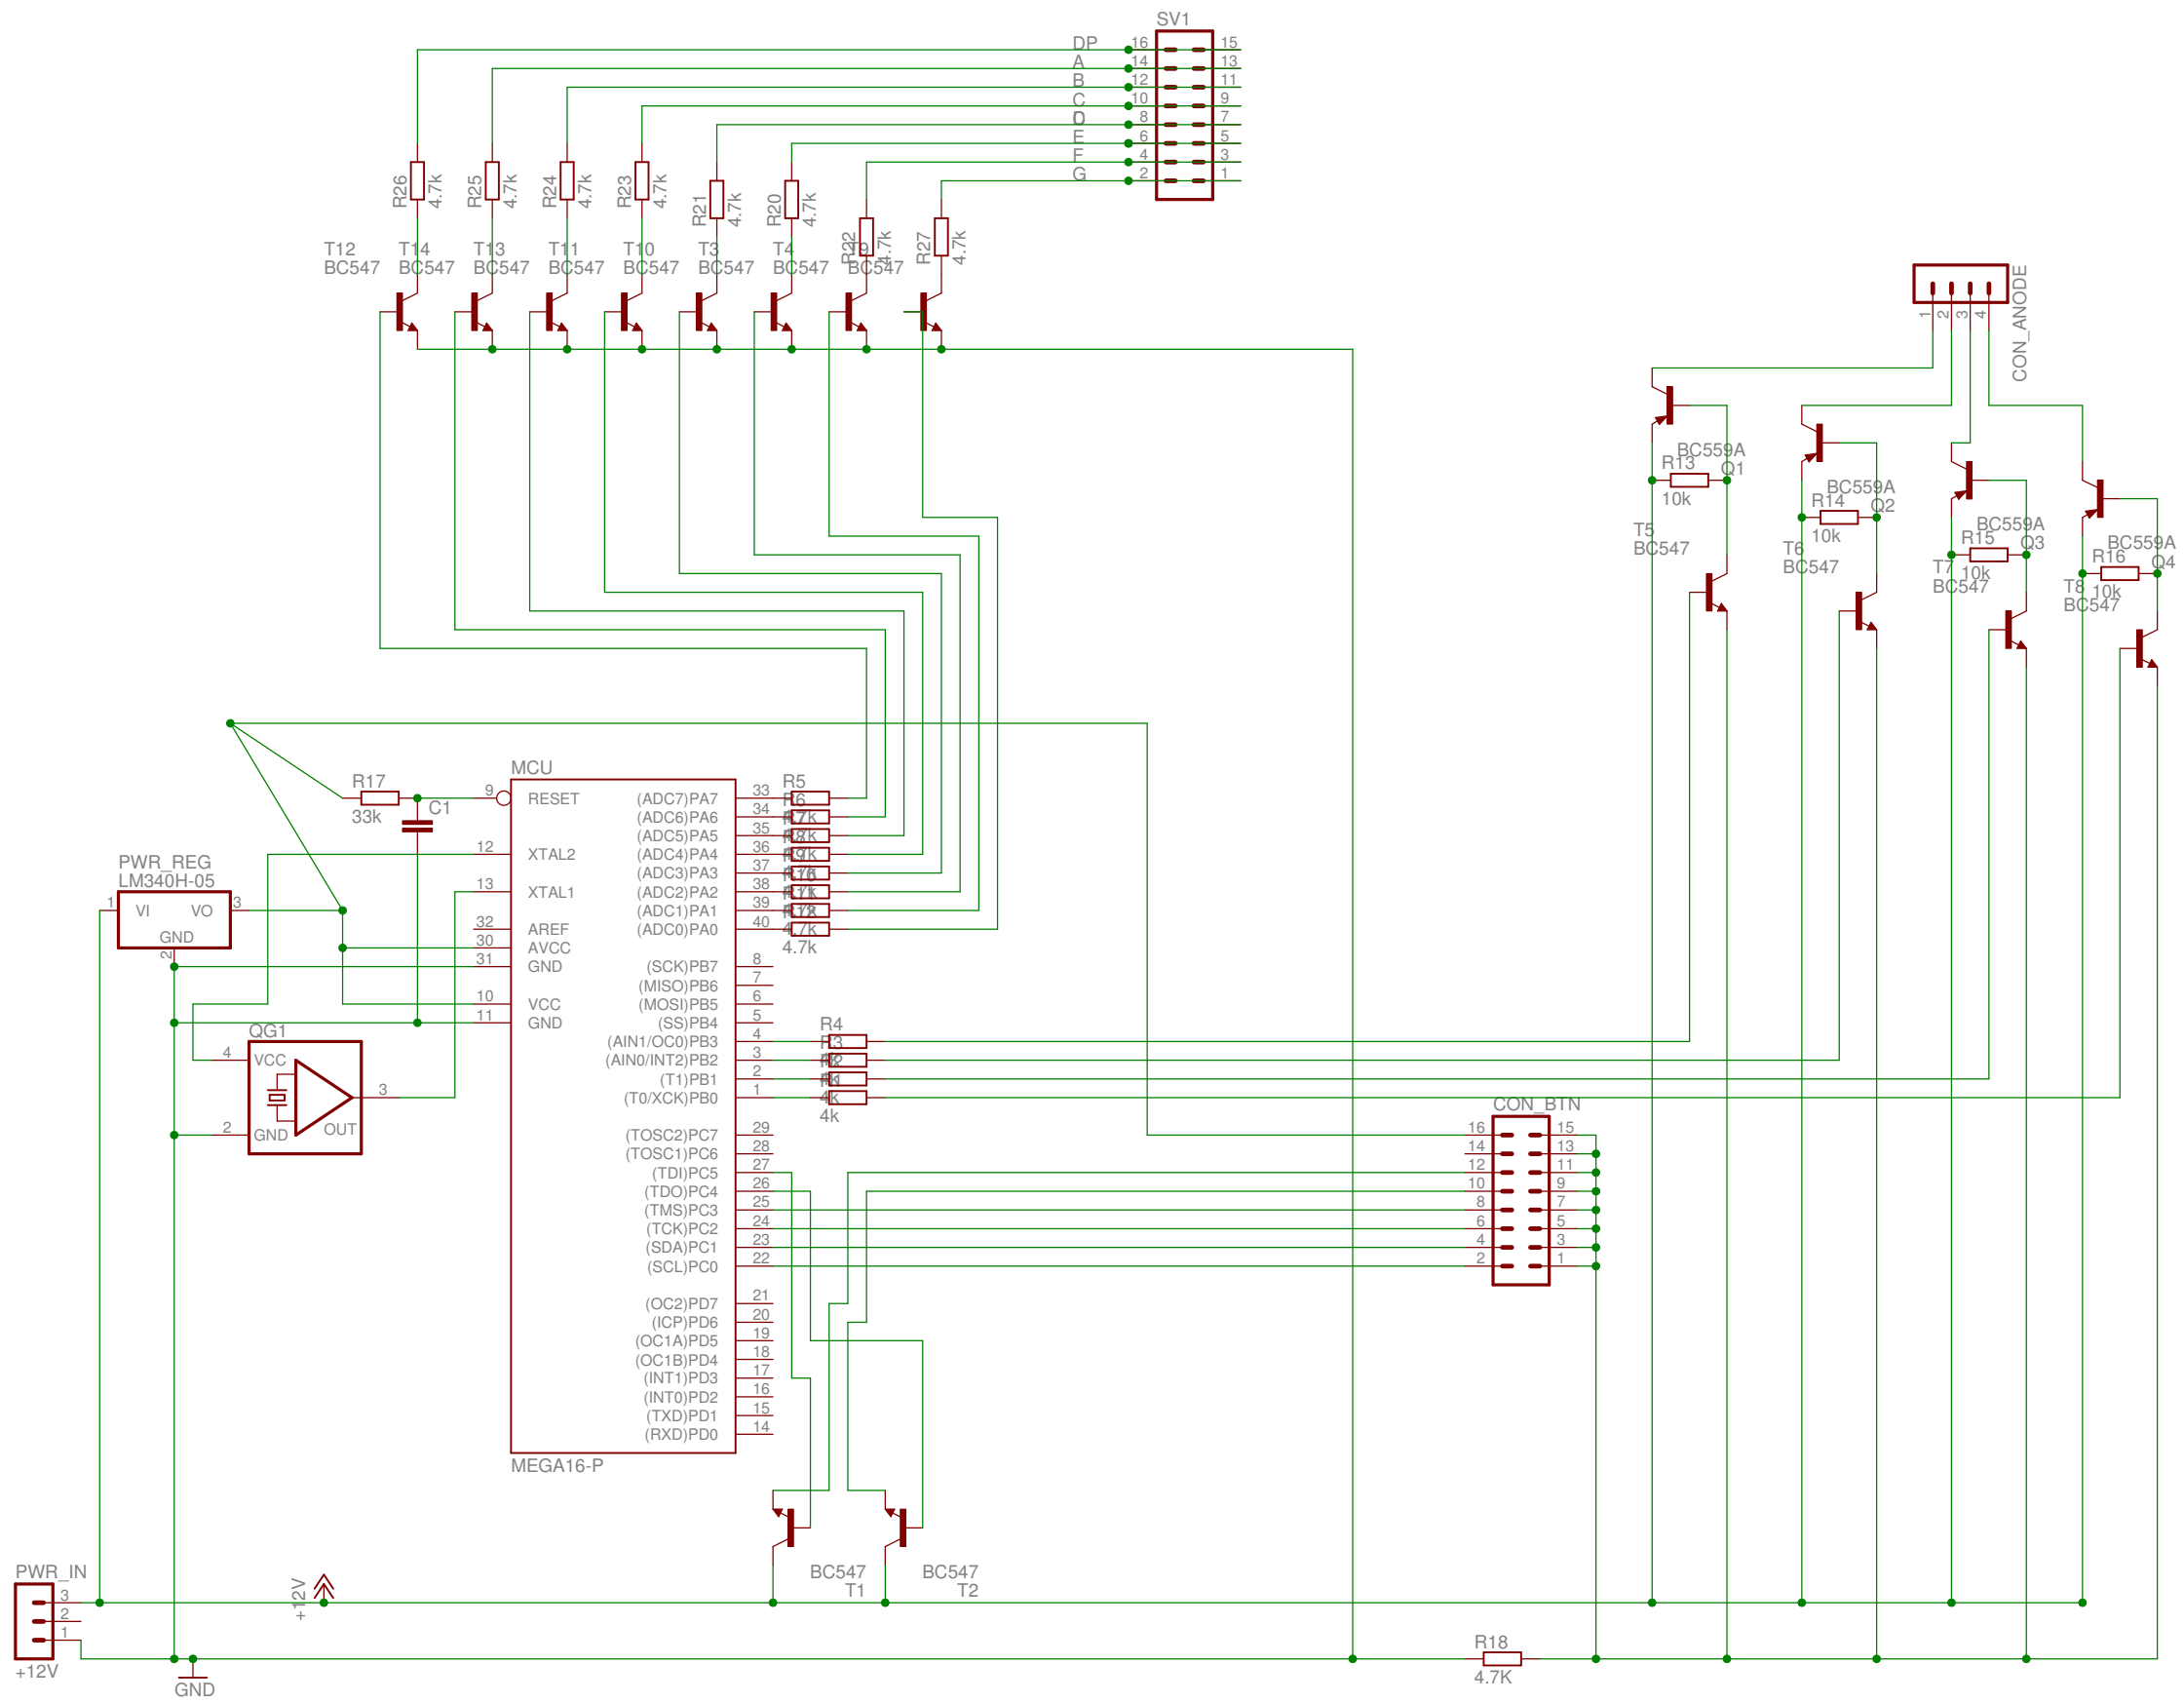 SV1
DP 16 15
A 14 13
B 12 11
C 10 9
D 8 7
E 6 5
F 4 3
G 2 1
R26 4.7k
R25 4.7k
R24 4.7k
R23 4.7k
R21 4.7k
R20 4.7k
R22 4.7k
R27 4.7k
T12 T14 T13 T11 T10 T3 T4 T9
BC547 BC547 BC547 BC547 BC547 BC547 BC547 BC547
CON_ANODE
1 2 3 4
BC559A
R13 Q1
10k
T5
BC547
BC559A
R14 Q2
10k
T6
BC547
BC559A
R15 Q3
10k
T7
BC547
BC559A
R16 Q4
10k
T8
BC547
MCU
R17
33k
C1
9 RESET
12 XTAL2
13 XTAL1
32 AREF
30 AVCC
31 GND
10 VCC
11 GND
(ADC7)PA7 33
(ADC6)PA6 34
(ADC5)PA5 35
(ADC4)PA4 36
(ADC3)PA3 37
(ADC2)PA2 38
(ADC1)PA1 39
(ADC0)PA0 40
R5
R6
4.7k
4.7k
(SCK)PB7 8
(MISO)PB6 7
(MOSI)PB5 6
(SS)PB4 5
(AIN1/OC0)PB3 4
(AIN0/INT2)PB2 3
(T1)PB1 2
(T0/XCK)PB0 1
R4
R3
4k
4k
(TOSC2)PC7 29
(TOSC1)PC6 28
(TDI)PC5 27
(TDO)PC4 26
(TMS)PC3 25
(TCK)PC2 24
(SDA)PC1 23
(SCL)PC0 22
(OC2)PD7 21
(ICP)PD6 20
(OC1A)PD5 19
(OC1B)PD4 18
(INT1)PD3 17
(INT0)PD2 16
(TXD)PD1 15
(RXD)PD0 14
MEGA16-P
PWR_REG
LM340H-05
1 VI VO 3
GND
2
QG1
4 VCC
3
2 GND OUT
CON_BTN
16 15
14 13
12 11
10 9
8 7
6 5
4 3
2 1
BC547
T1
BC547
T2
PWR_IN
3
2
1
+12V
+12V
GND
R18
4.7K